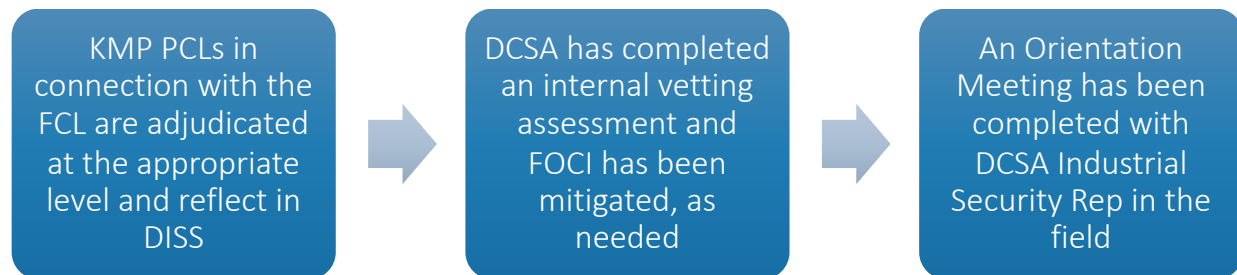 KMP PCLs in
connection with the
FCL are adjudicated
at the appropriate
level and reflect in
DISS
DCSA has completed
an internal vetting
assessment and
FOCI has been
mitigated, as
needed
An Orientation
Meeting has been
completed with
DCSA Industrial
Security Rep in the
field